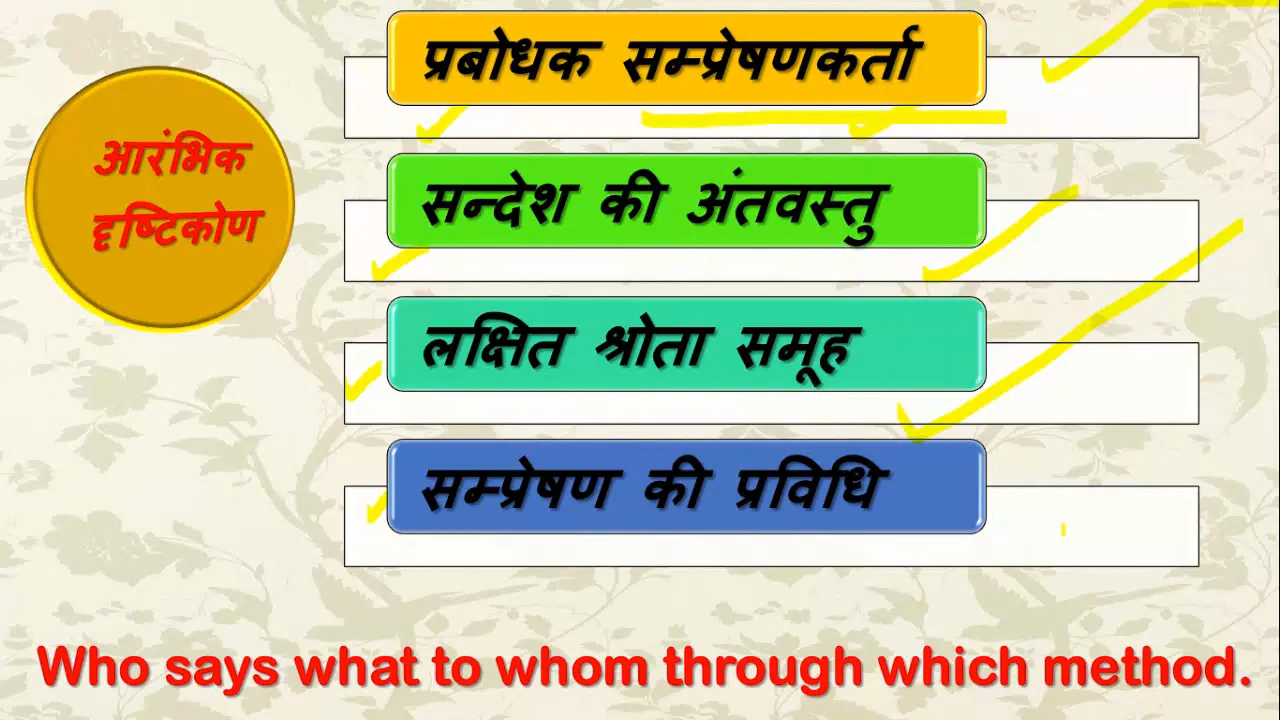 आरंभिक
दृष्टिकोण
प्रबोधक सम्प्रेषणकर्ता
सन्देश की अंतवस्तु
लक्षित श्रोता समूह
सम्प्रेषण की प्रविधि
Who says what to whom through which method.